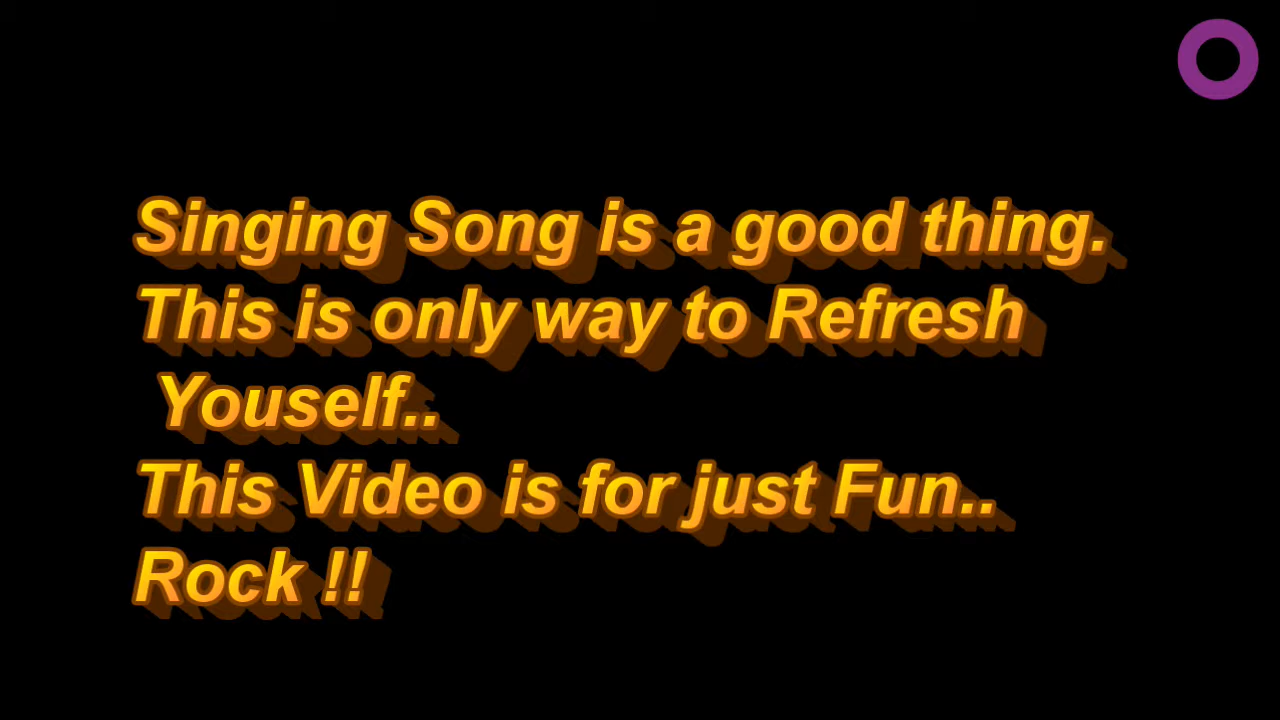 Singing Song is a good thing.
This is only way to Refresh
Youself..
This Video is for just Fun..
Rock !!